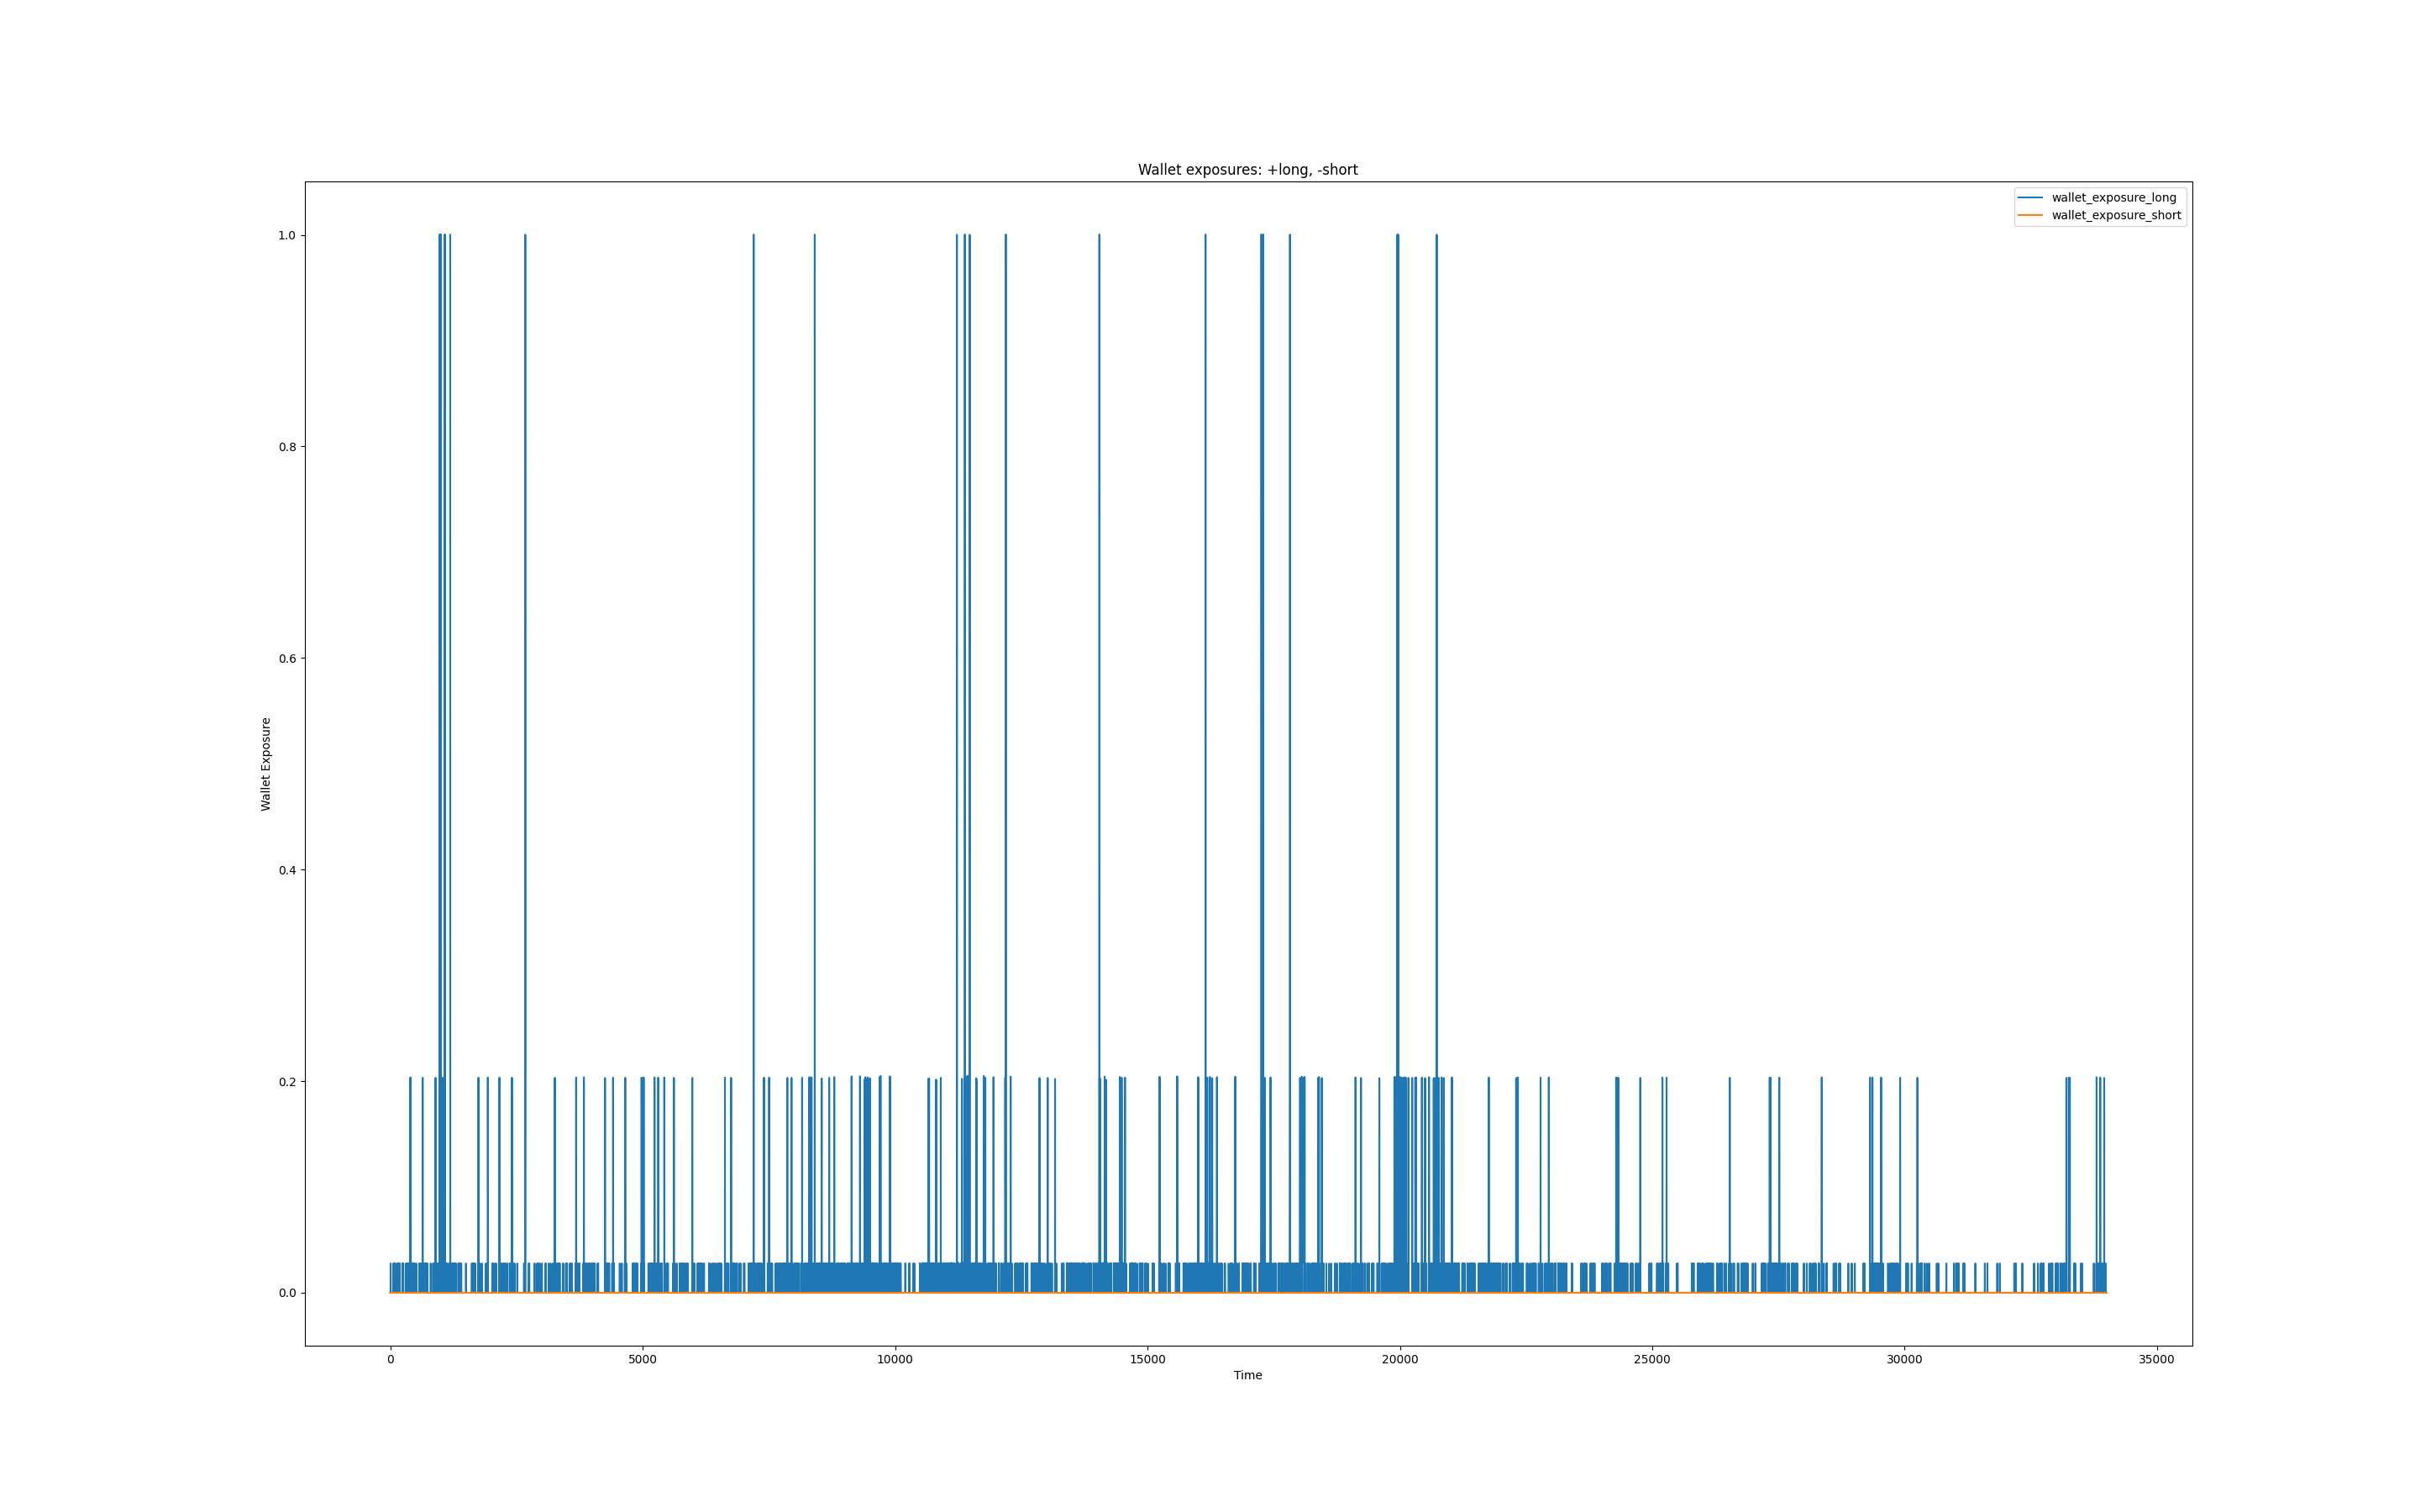 Wallet exposures: +long, -short
wallet_exposure_long
wallet_exposure_short
1.0
0.8
0.6
0.4
0.2
0.0
Wallet Exposure
0 5000 10000 15000 20000 25000 30000 35000
Time